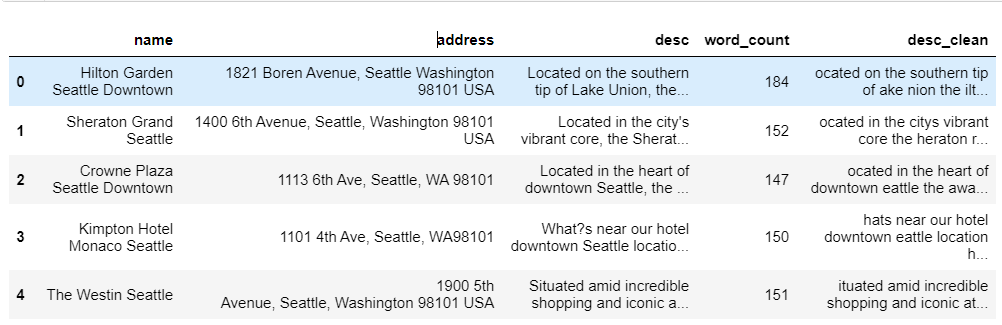 name address desc word_count desc_clean
0 Hilton Garden Seattle Downtown 1821 Boren Avenue, Seattle Washington 98101 USA Located on the southern tip of Lake Union, the... 184 ocated on the southern tip of ake nion the ilt...
1 Sheraton Grand Seattle 1400 6th Avenue, Seattle, Washington 98101 USA Located in the city's vibrant core, the Sherat... 152 ocated in the citys vibrant core the heraton r...
2 Crowne Plaza Seattle Downtown 1113 6th Ave, Seattle, WA 98101 Located in the heart of downtown Seattle, the ... 147 ocated in the heart of downtown eattle the awa...
3 Kimpton Hotel Monaco Seattle 1101 4th Ave, Seattle, WA98101 What?s near our hotel downtown Seattle locatio... 150 hats near our hotel downtown eattle location h...
4 The Westin Seattle 1900 5th Avenue, Seattle, Washington 98101 USA Situated amid incredible shopping and iconic a... 151 ituated amid incredible shopping and iconic at...